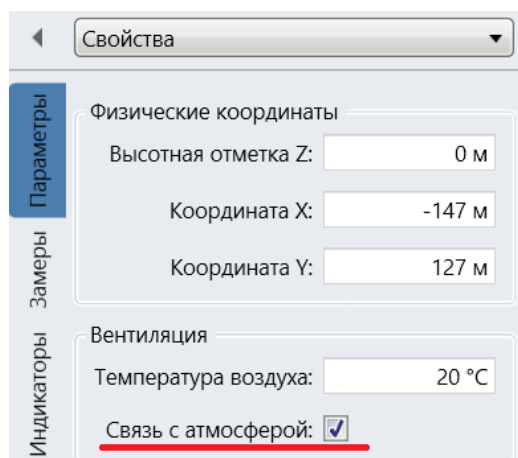 Свойства
Параметры
Замеры
Индикаторы
Физические координаты
Высотная отметка Z: 0 м
Координата X: -147 м
Координата Y: 127 м
Вентиляция
Температура воздуха: 20 °C
Связь с атмосферой: